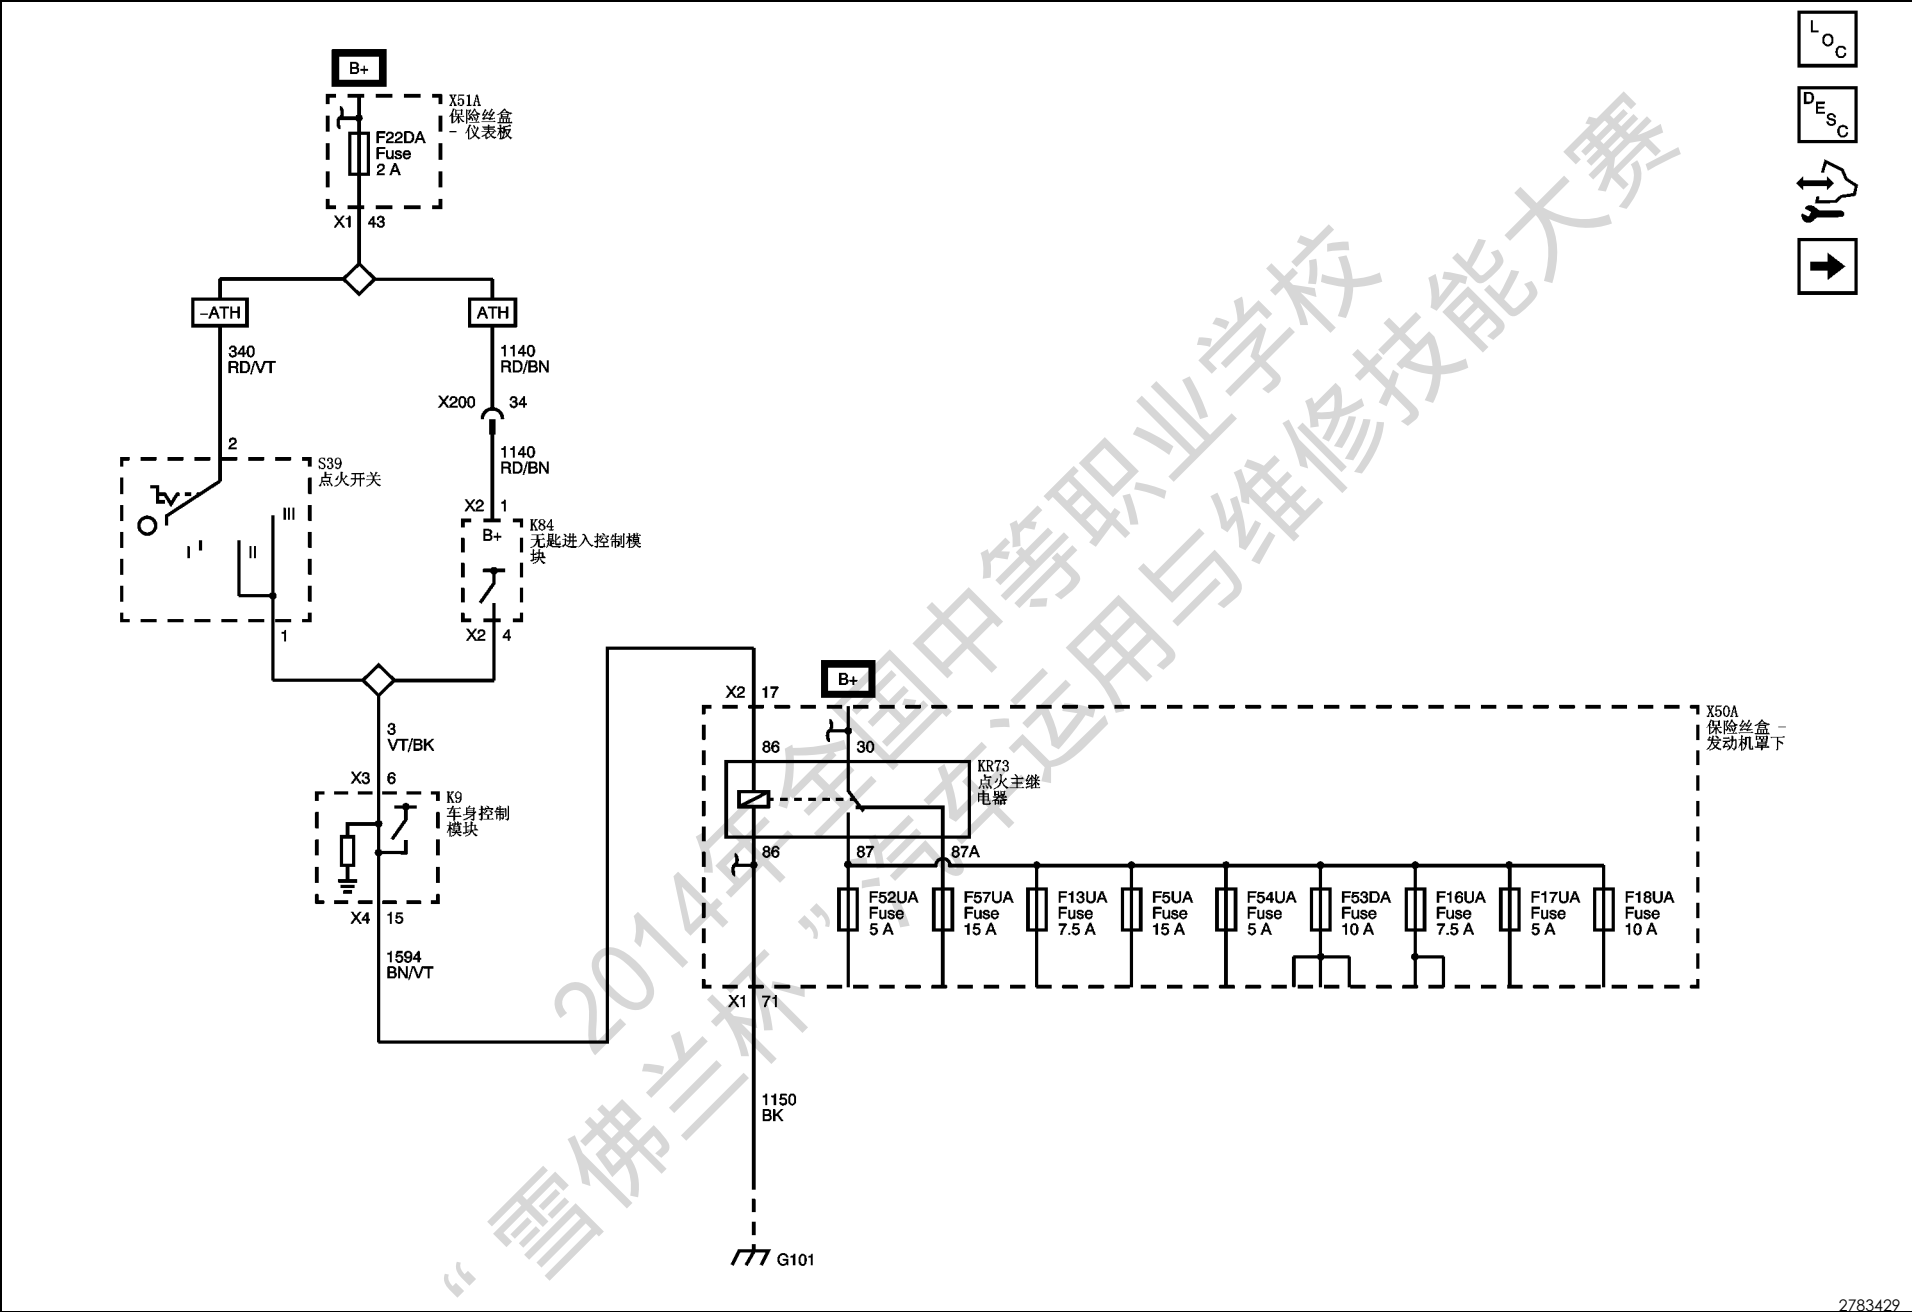 B+
X51A
保险丝盒
- 仪表板
F22DA
Fuse
2 A
X1 43
-ATH
ATH
340
RD/VT
1140
RD/BN
X200 34
1140
RD/BN
2
S39
点火开关
I
I
II
III
1
X2 1
B+
K84
无匙进入控制模
块
X2 4
3
VT/BK
X3 6
K9
车身控制
模块
X4 15
1594
BN/VT
X2 17
B+
X50A
保险丝盒 -
发动机罩下
86
30
KR73
点火主继
电器
86
87
87A
F52UA
Fuse
5 A
F57UA
Fuse
15 A
F13UA
Fuse
7.5 A
F5UA
Fuse
15 A
F54UA
Fuse
5 A
F53DA
Fuse
10 A
F16UA
Fuse
7.5 A
F17UA
Fuse
5 A
F18UA
Fuse
10 A
X1 71
1150
BK
G101
LOC
DESC
2014年全国中等职业学校
“雪佛兰杯”汽车运用与维修技能大赛
2783429